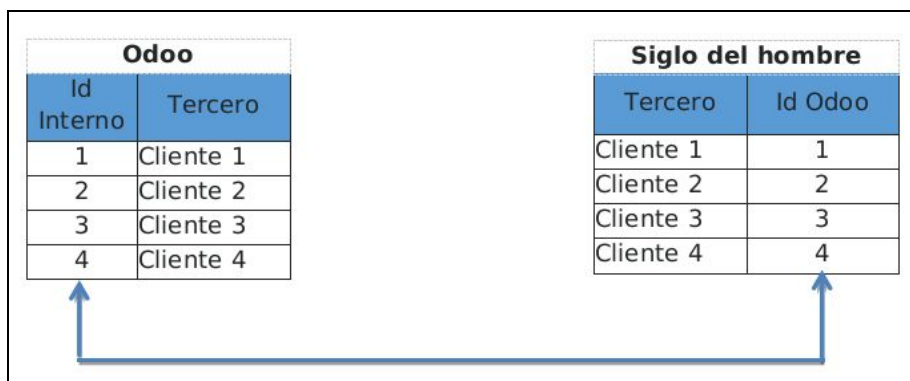 Odoo
Id Interno Tercero
1 Cliente 1
2 Cliente 2
3 Cliente 3
4 Cliente 4
Siglo del hombre
Tercero Id Odoo
Cliente 1 1
Cliente 2 2
Cliente 3 3
Cliente 4 4